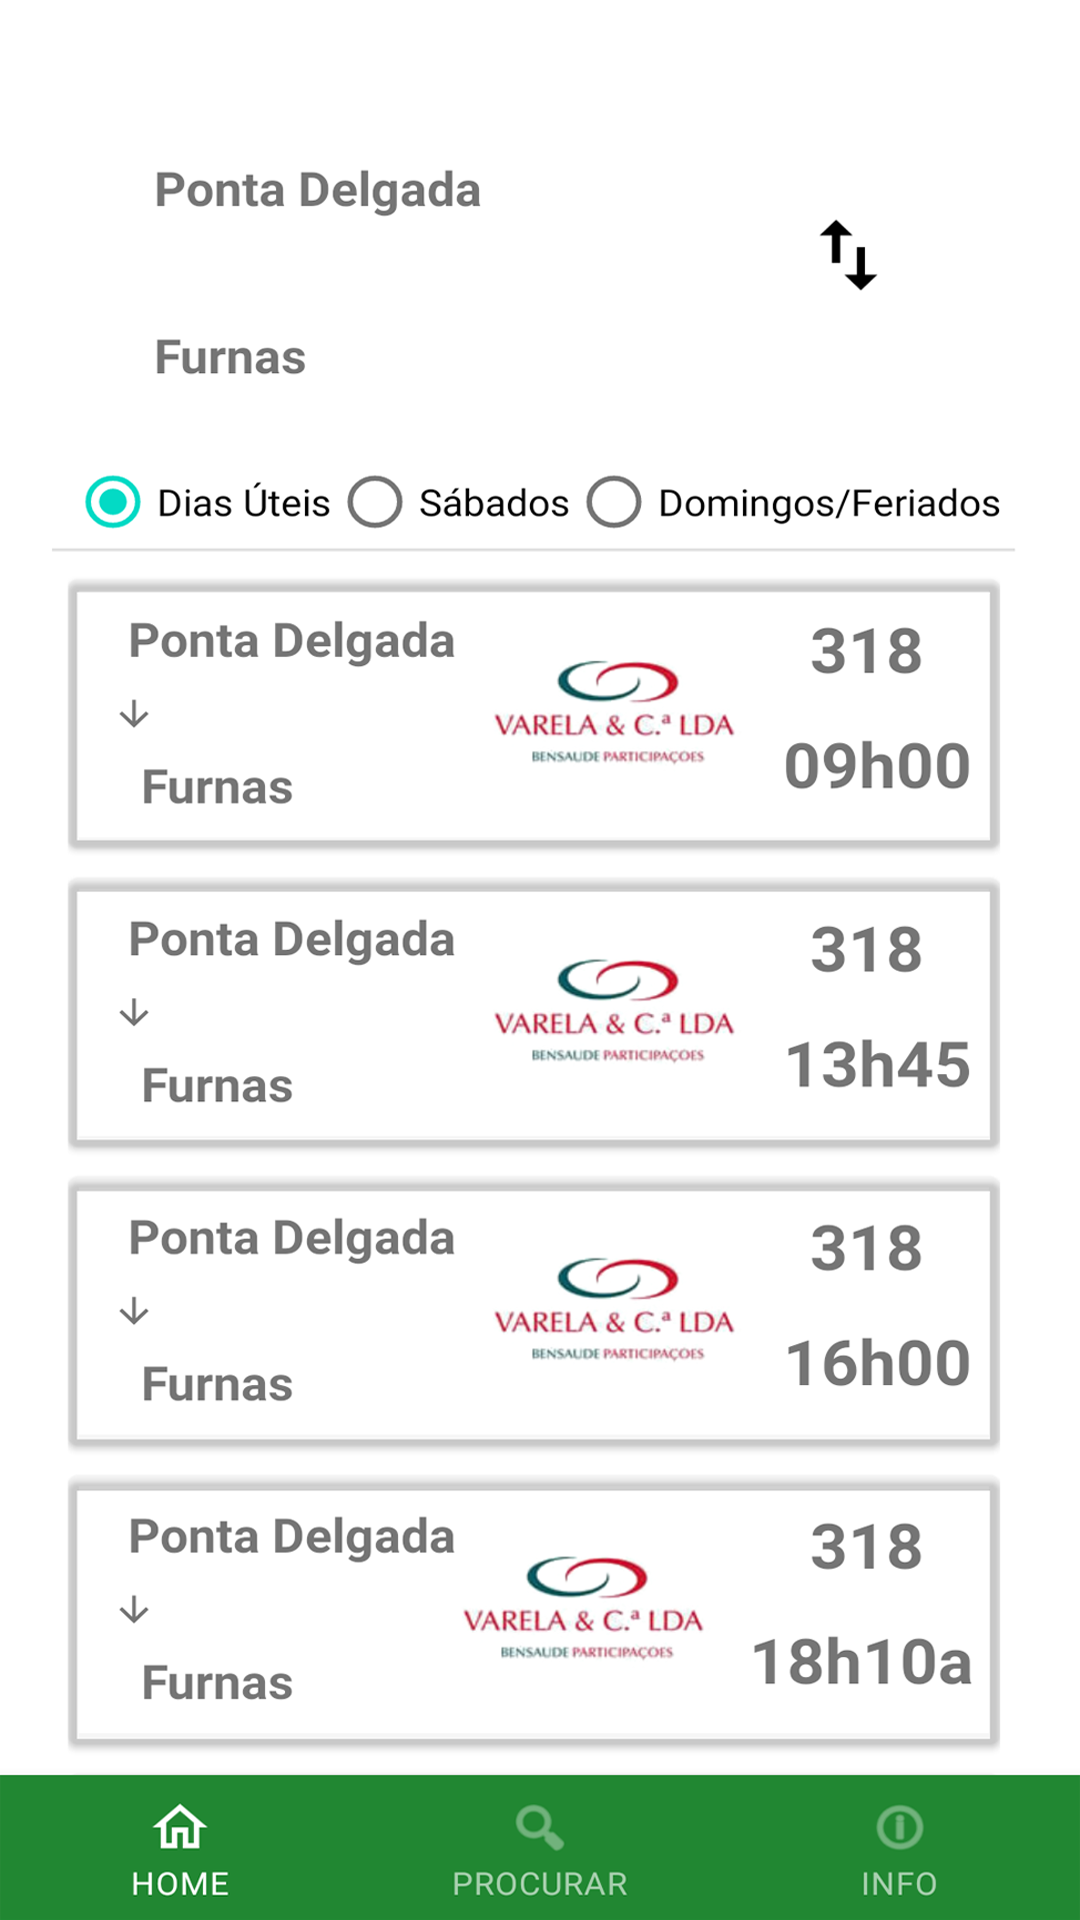 Ponta Delgada
Furnas
Dias Úteis Sábados Domingos/Feriados
Ponta Delgada
Furnas
VARELA & C.ª LDA
BENSAUDE PARTICIPAÇOES
318
09h00
Ponta Delgada
Furnas
VARELA & C.ª LDA
BENSAUDE PARTICIPAÇOES
318
13h45
Ponta Delgada
Furnas
VARELA & C.ª LDA
BENSAUDE PARTICIPAÇOES
318
16h00
Ponta Delgada
Furnas
VARELA & C.ª LDA
BENSAUDE PARTICIPAÇOES
318
18h10a
HOME PROCURAR INFO